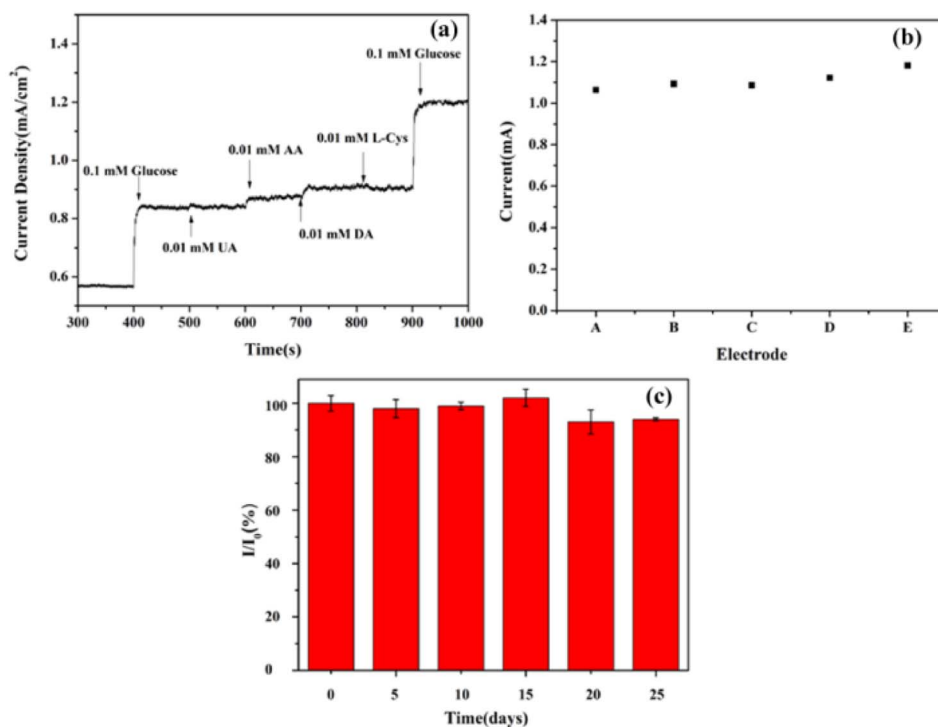 (a)
1.4
1.2
1.0
0.8
0.6
Current Density(mA/cm²)
0.1 mM Glucose
0.01 mM UA
0.01 mM AA
0.01 mM DA
0.01 mM L-Cys
0.1 mM Glucose
300 400 500 600 700 800 900 1000
Time(s)
(b)
1.4
1.2
1.0
0.8
0.6
0.4
0.2
0.0
Current(mA)
A B C D E
Electrode
(c)
100
80
60
40
20
0
I/I₀(%)
0 5 10 15 20 25
Time(days)